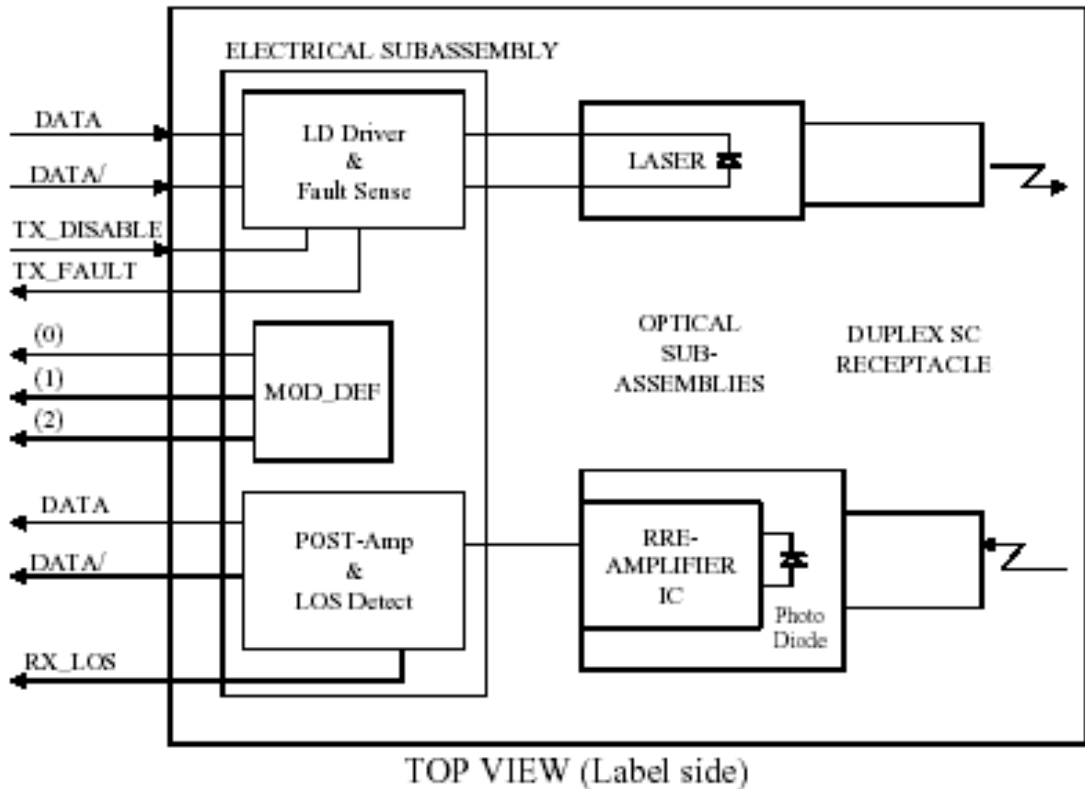 ELECTRICAL SUBASSEMBLY
DATA
DATA/
TX_DISABLE
TX_FAULT
LD Driver
&
Fault Sense
LASER
(0)
(1)
(2)
MOD_DEF
OPTICAL
SUB-
ASSEMBLIES
DUPLEX SC
RECEPTACLE
DATA
DATA/
RX_LOS
POST-Amp
&
LOS Detect
RRE-
AMPLIFIER
IC
Photo
Diode
TOP VIEW (Label side)